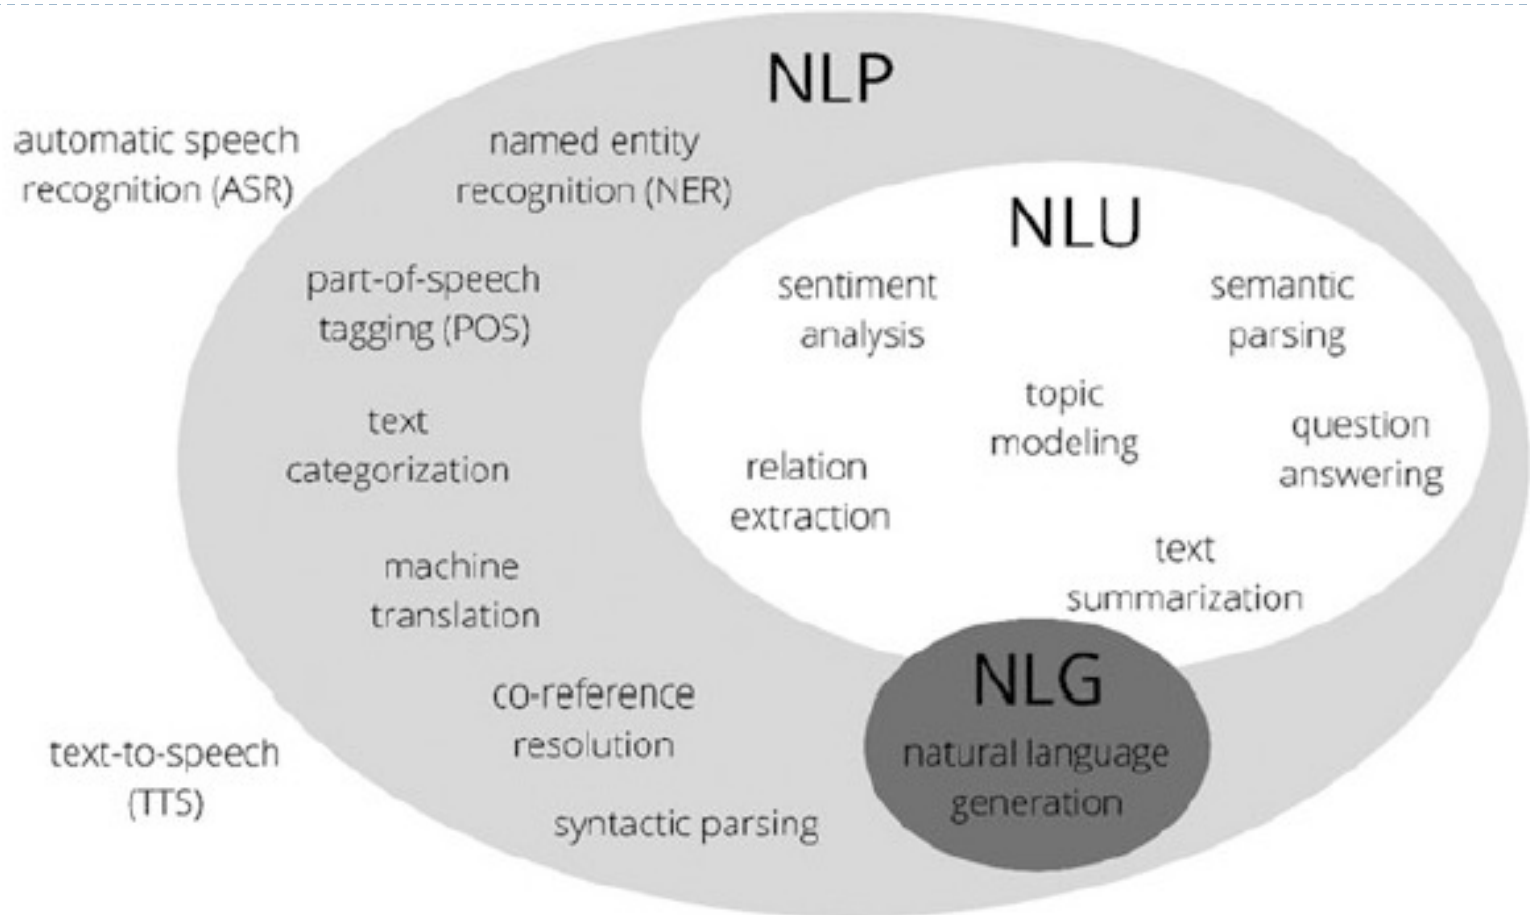 NLP
automatic speech
recognition (ASR)
named entity
recognition (NER)
NLU
part-of-speech
tagging (POS)
sentiment
analysis
semantic
parsing
topic
modeling
text
categorization
question
answering
relation
extraction
machine
translation
text
summarization
NLG
natural language
generation
co-reference
resolution
text-to-speech
(TTS)
syntactic parsing